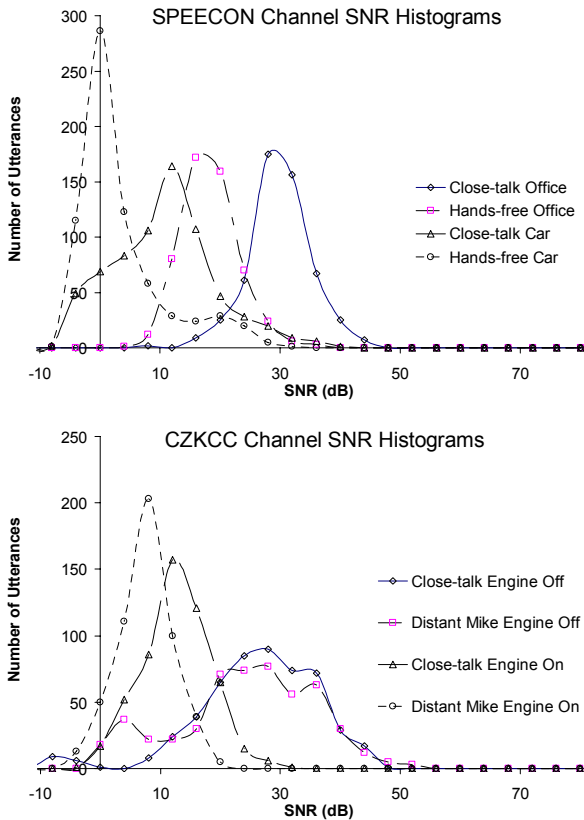 SPEECON Channel SNR Histograms
300
250
200
150
100
50
0
Number of Utterances
-10 10 30 50 70
SNR (dB)
Close-talk Office
Hands-free Office
Close-talk Car
Hands-free Car
CZKCC Channel SNR Histograms
250
200
150
100
50
0
Number of Utterances
-10 10 30 50 70
SNR (dB)
Close-talk Engine Off
Distant Mike Engine Off
Close-talk Engine On
Distant Mike Engine On